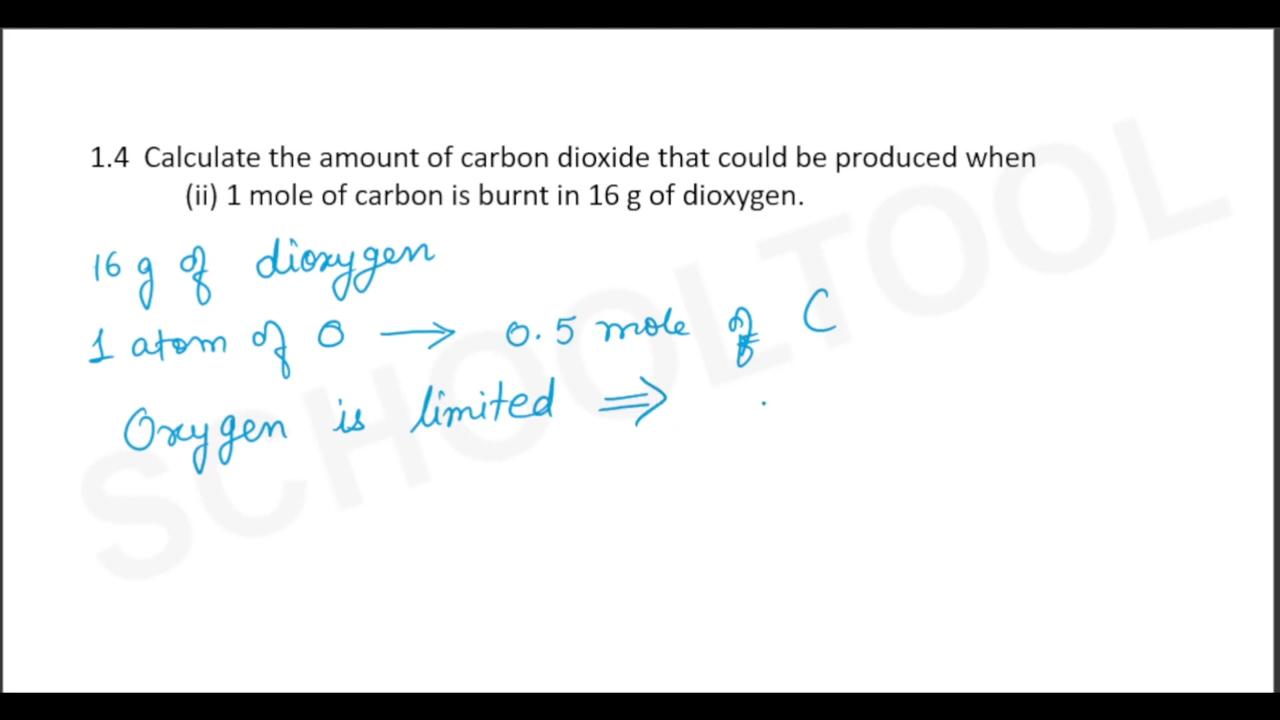 1.4 Calculate the amount of carbon dioxide that could be produced when
(ii) 1 mole of carbon is burnt in 16 g of dioxygen.
16 g of dioxygen
1 atom of O → 0.5 mole of C
Oxygen is limited ⇒
SCHOOLTOOL